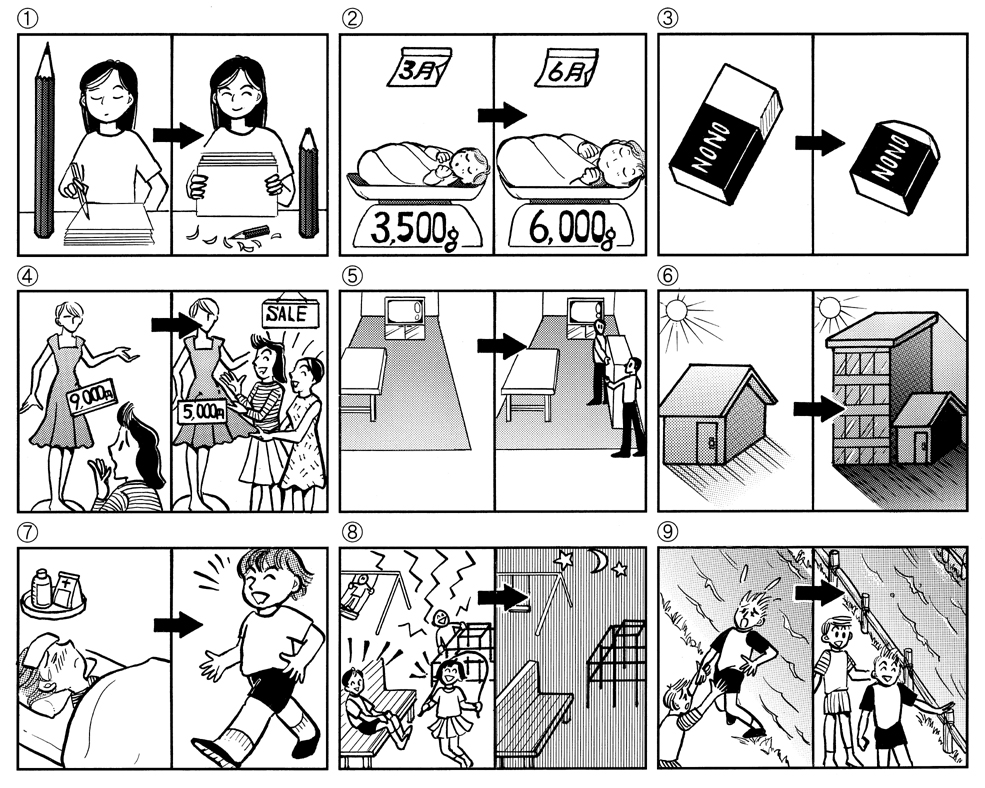 ①
②
3月
6月
3,500g
6,000g
③
NONO
NONO
④
9,000円
SALE
5,000円
⑤
⑥
⑦
⑧
⑨